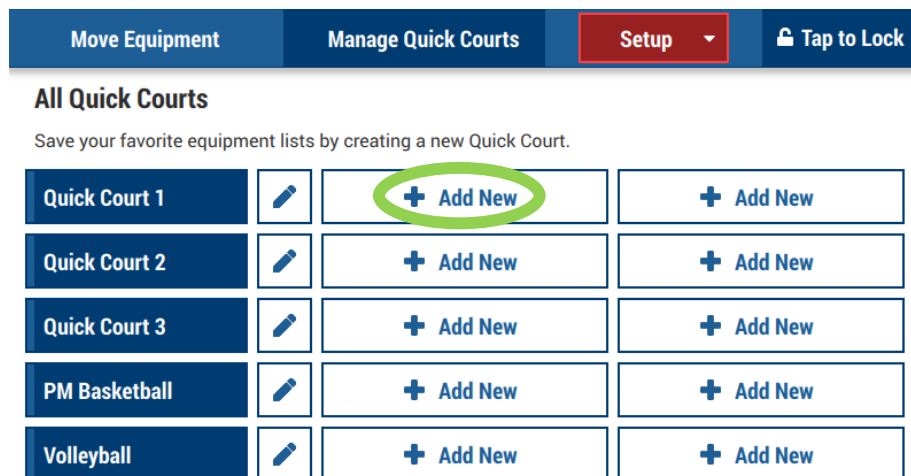 Move Equipment Manage Quick Courts Setup Tap to Lock
All Quick Courts
Save your favorite equipment lists by creating a new Quick Court.
Quick Court 1 Add New Add New
Quick Court 2 Add New Add New
Quick Court 3 Add New Add New
PM Basketball Add New Add New
Volleyball Add New Add New